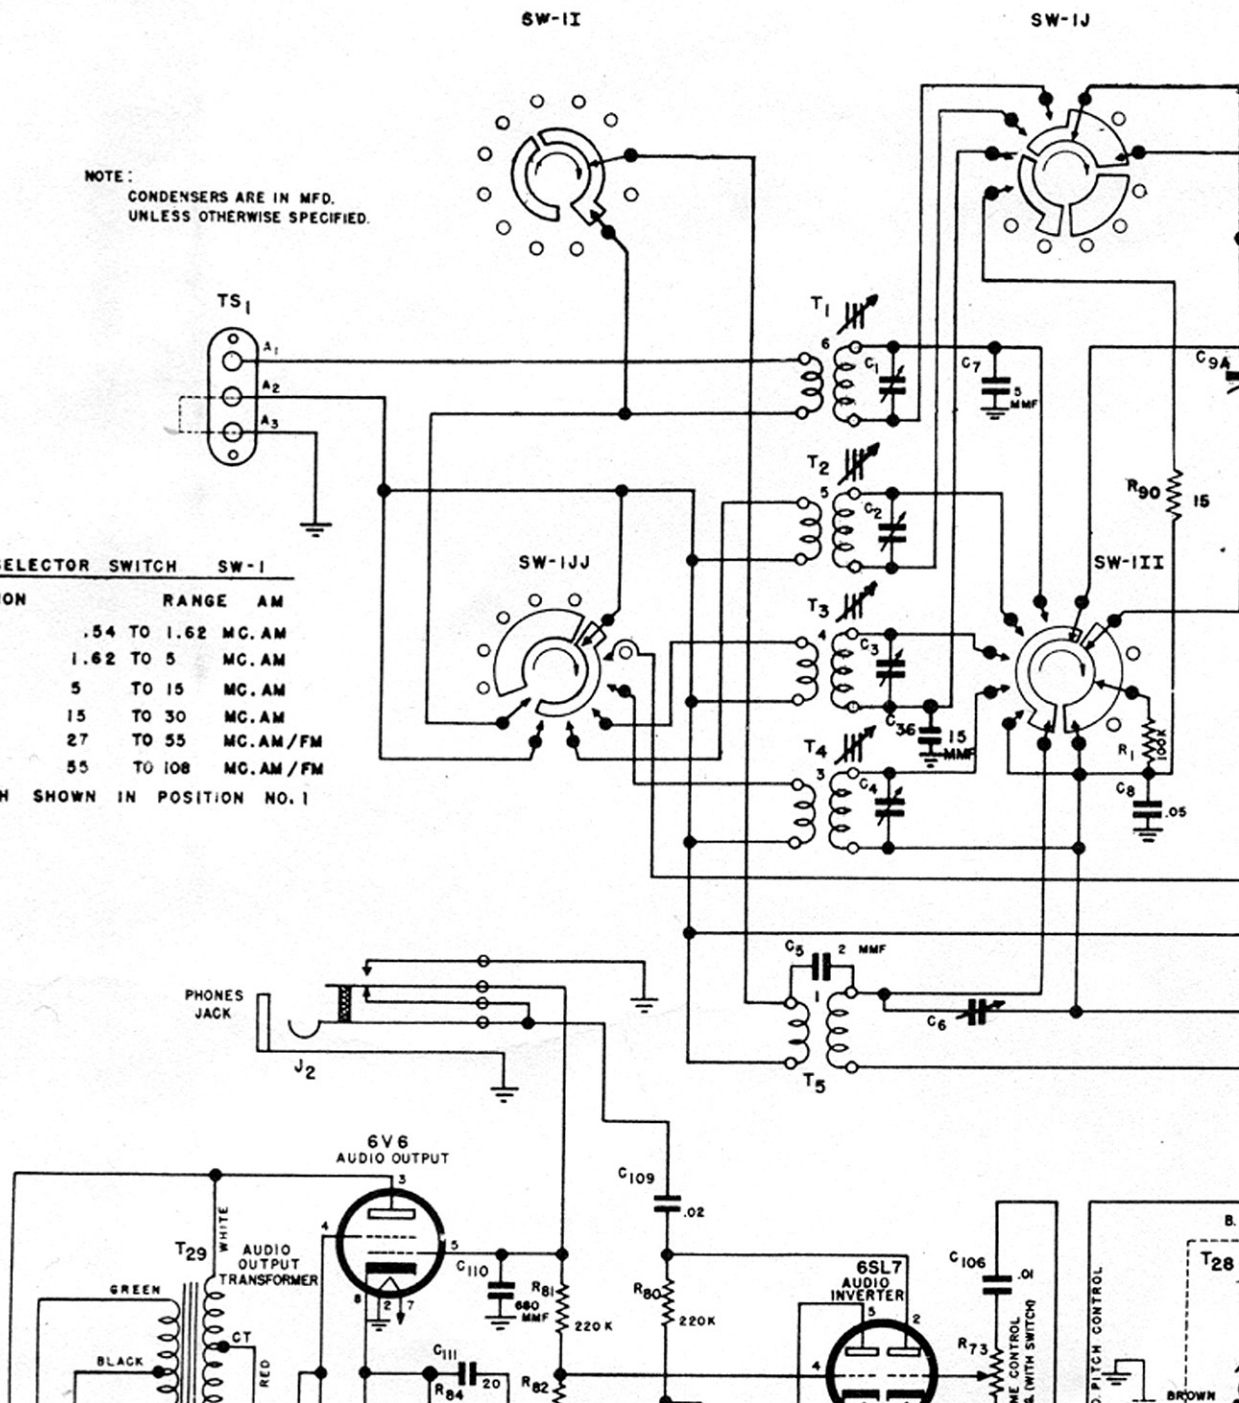 SW-1I
SW-1J
NOTE:
CONDENSERS ARE IN MFD.
UNLESS OTHERWISE SPECIFIED.
TS1
A1
A2
A3
T1
6
C1
C7
5
MMF
C9A
T2
5
C2
R90
15
SW-1JJ
SW-1II
ELECTOR SWITCH SW-1
ION
RANGE AM
.54 TO 1.62 MC. AM
1.62 TO 5 MC. AM
5 TO 15 MC. AM
15 TO 30 MC. AM
27 TO 55 MC. AM/FM
55 TO 108 MC. AM/FM
H SHOWN IN POSITION NO. 1
T3
4
C3
C36
15
MMF
T4
3
C4
R1
100K
C8
.05
C5
2 MMF
1
C6
T5
PHONES
JACK
J2
6V6
AUDIO OUTPUT
3
4
5
8
2
7
C109
.02
WHITE
T29
AUDIO
OUTPUT
TRANSFORMER
GREEN
BLACK
CT
RED
C110
680
MMF
R81
220K
R80
220K
C111
20
R84
R82
6SL7
AUDIO
INVERTER
5
2
4
C106
.01
R73
ME CONTROL
(WITH SWITCH)
PITCH CONTROL
B.
T28
BROWN